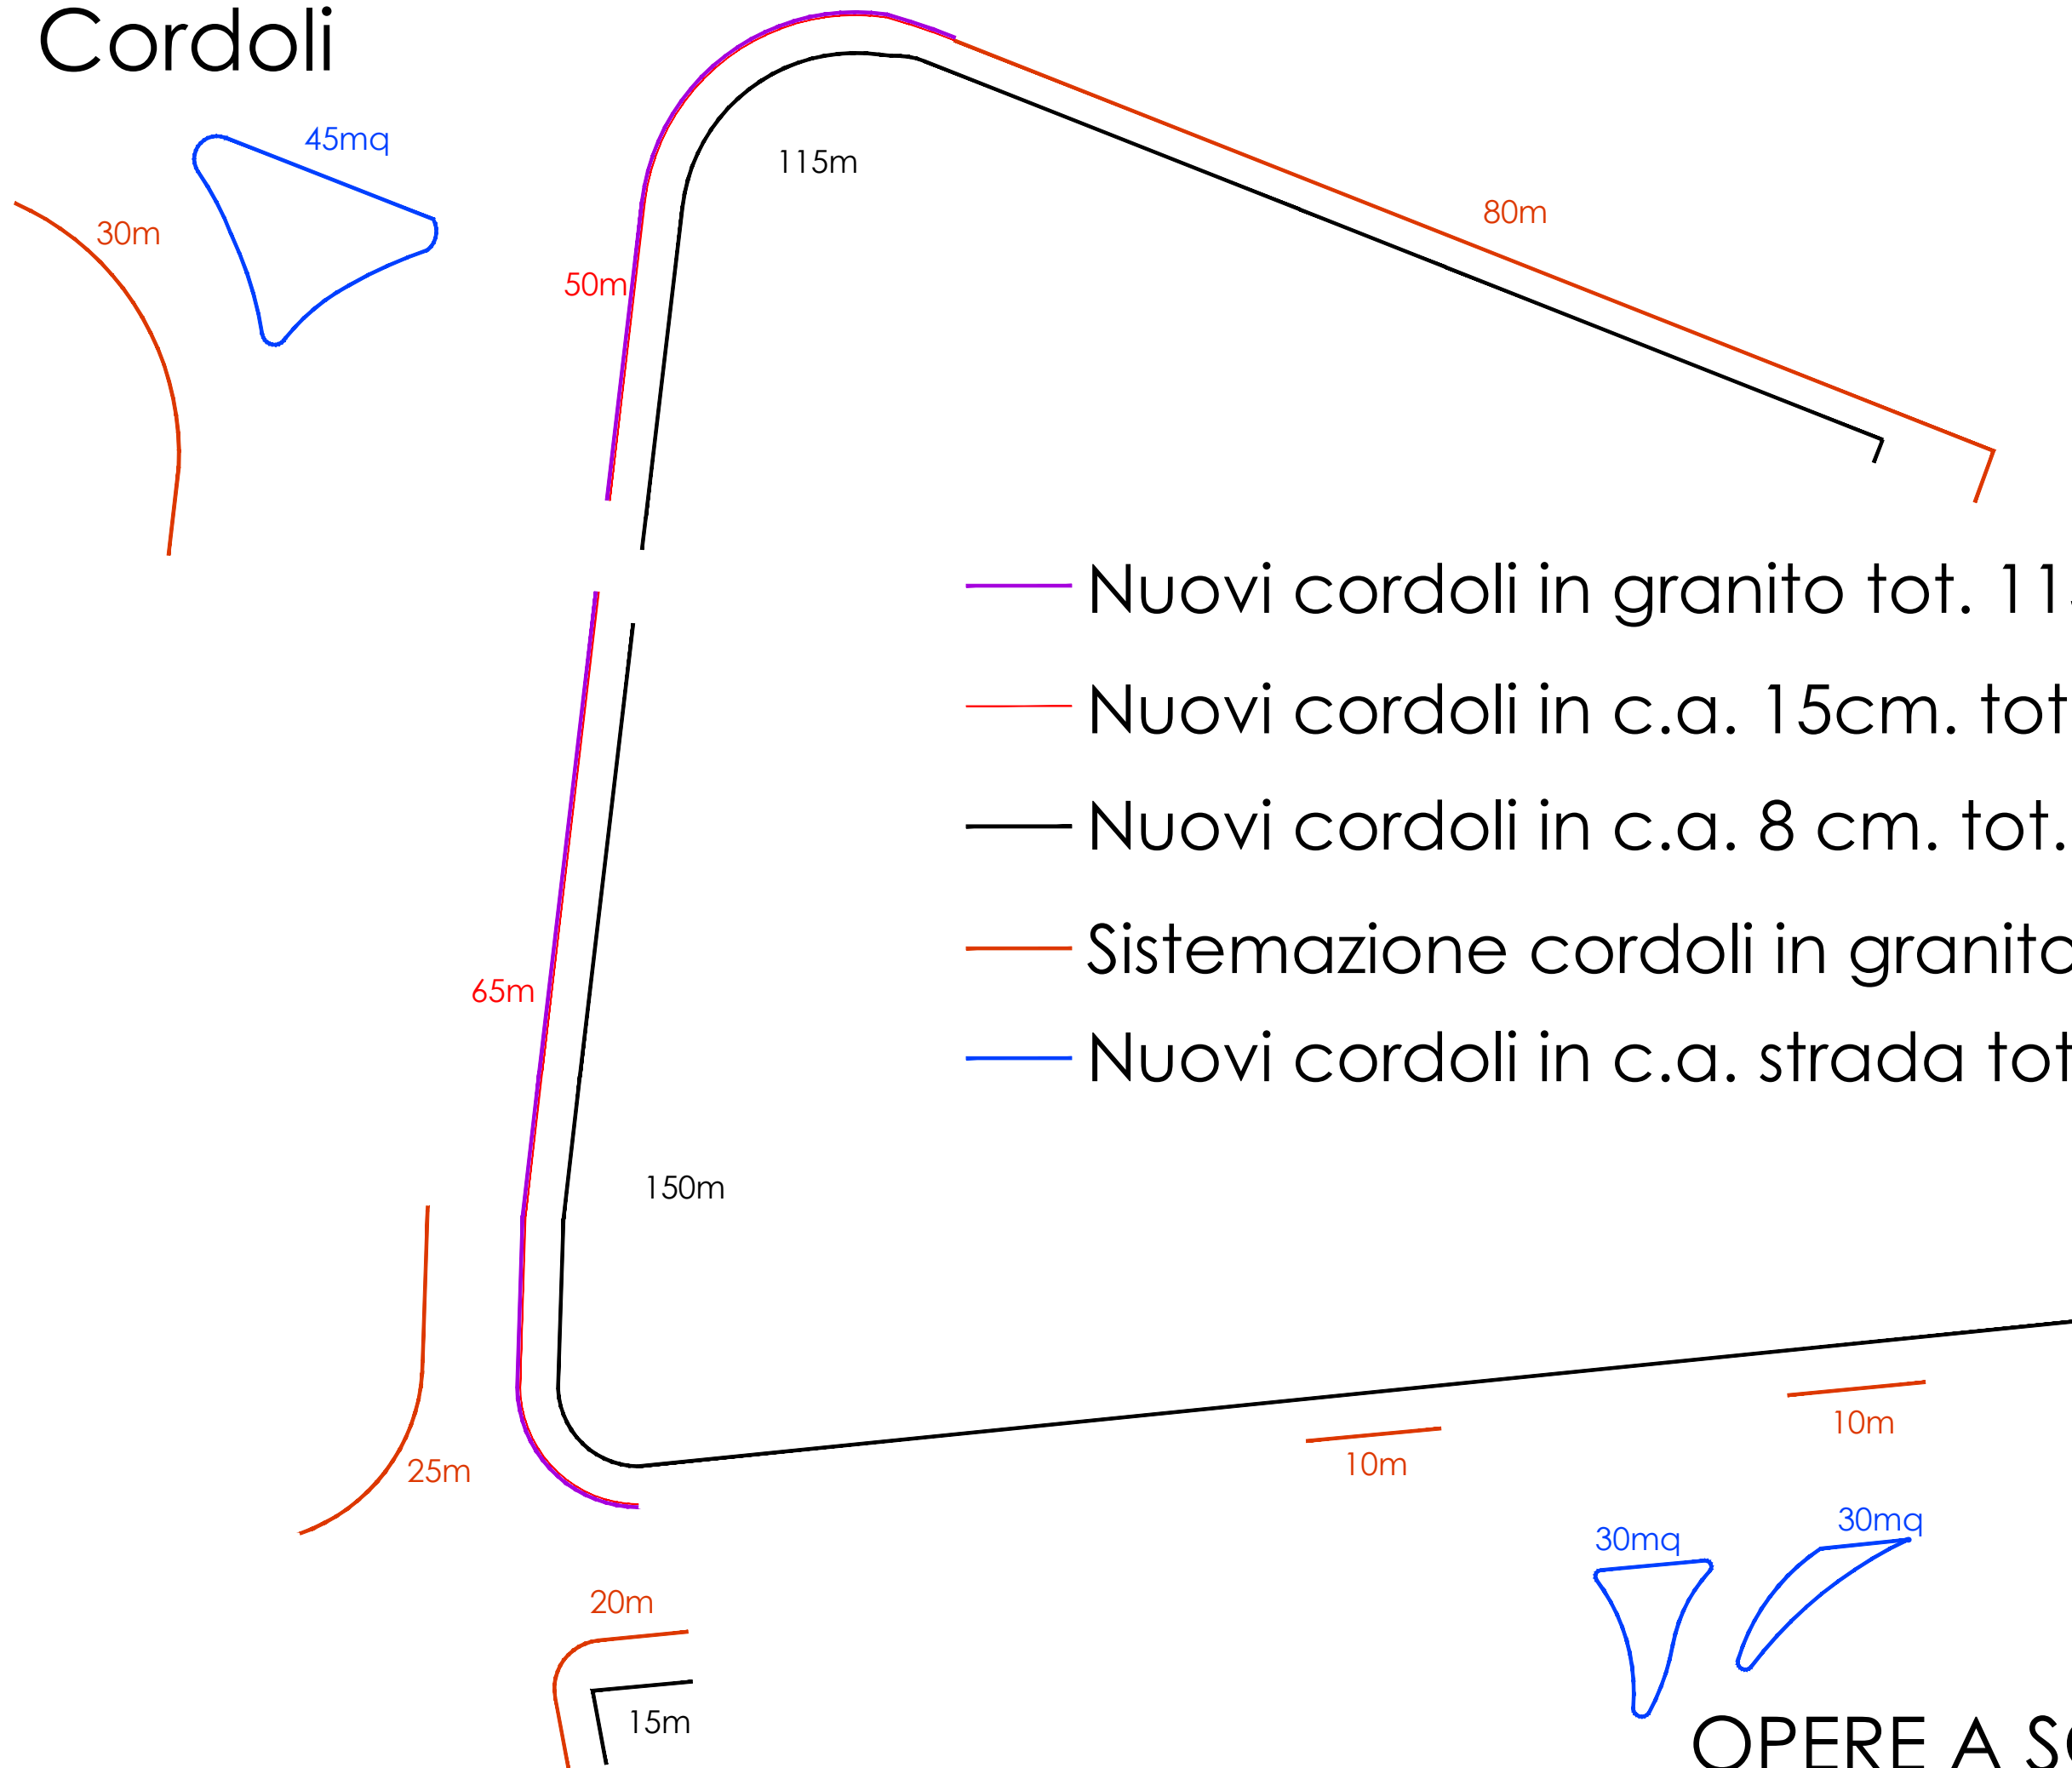 Cordoli
45mq
30m
115m
80m
50m
Nuovi cordoli in granito tot. 11
Nuovi cordoli in c.a. 15cm. tot
Nuovi cordoli in c.a. 8 cm. tot.
Sistemazione cordoli in granito
Nuovi cordoli in c.a. strada tot
65m
150m
10m
10m
25m
30mq
30mq
20m
15m
OPERE A S